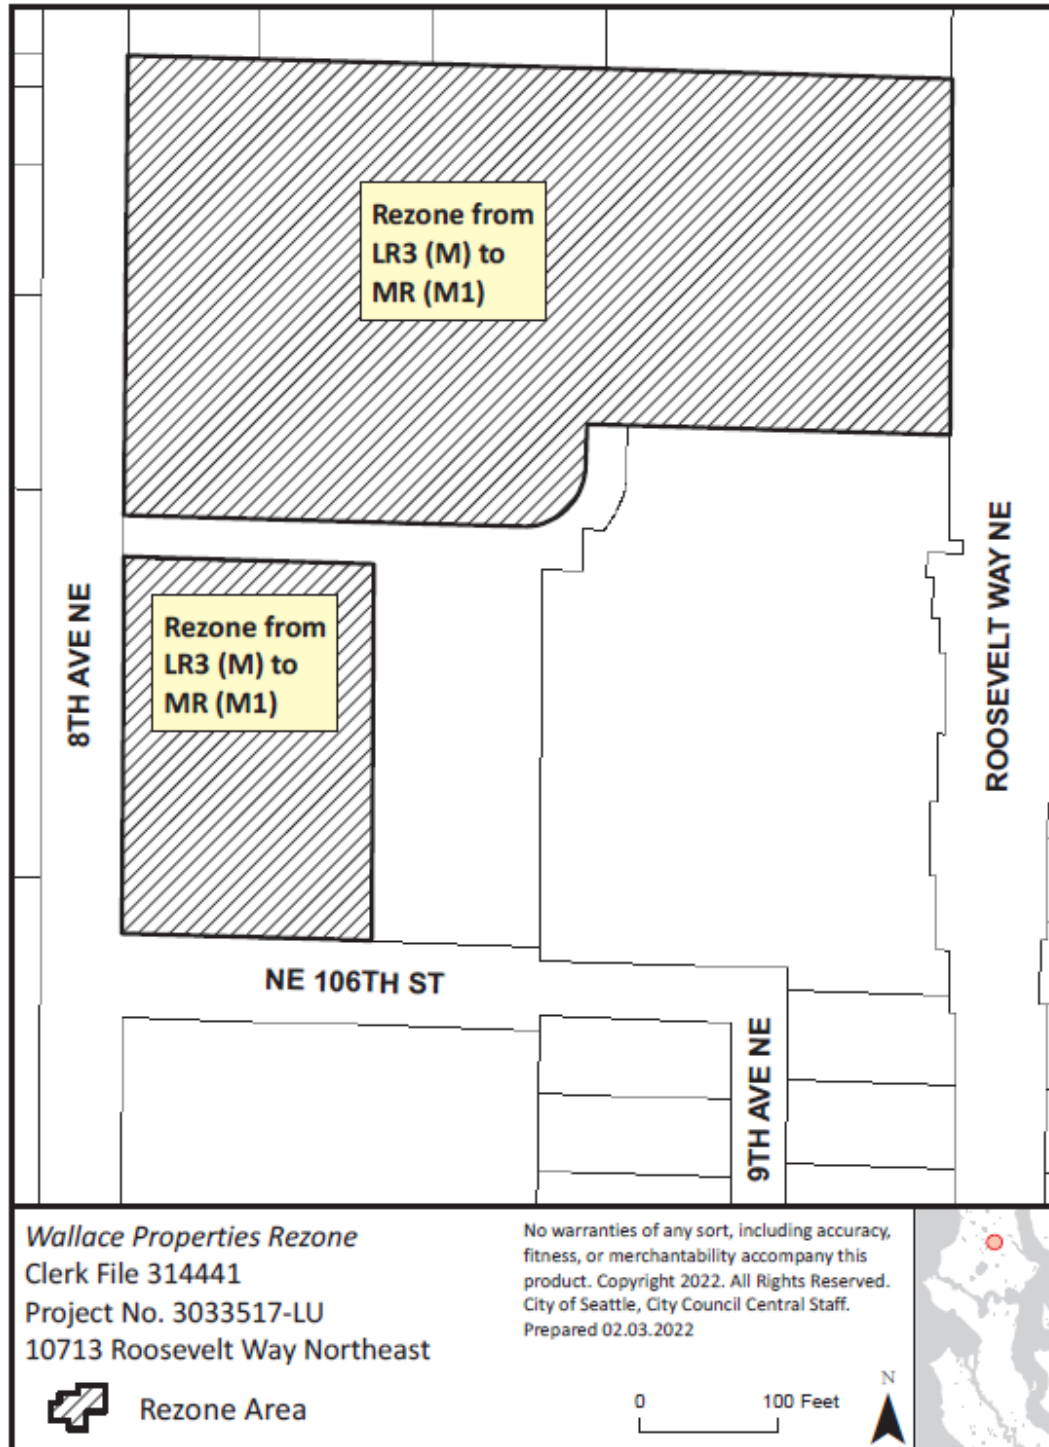 Rezone from
LR3 (M) to
MR (M1)
8TH AVE NE
Rezone from
LR3 (M) to
MR (M1)
ROOSEVELT WAY NE
NE 106TH ST
9TH AVE NE
Wallace Properties Rezone
Clerk File 314441
Project No. 3033517-LU
10713 Roosevelt Way Northeast
Rezone Area
No warranties of any sort, including accuracy,
fitness, or merchantability accompany this
product. Copyright 2022. All Rights Reserved.
City of Seattle, City Council Central Staff.
Prepared 02.03.2022
0 100 Feet
N